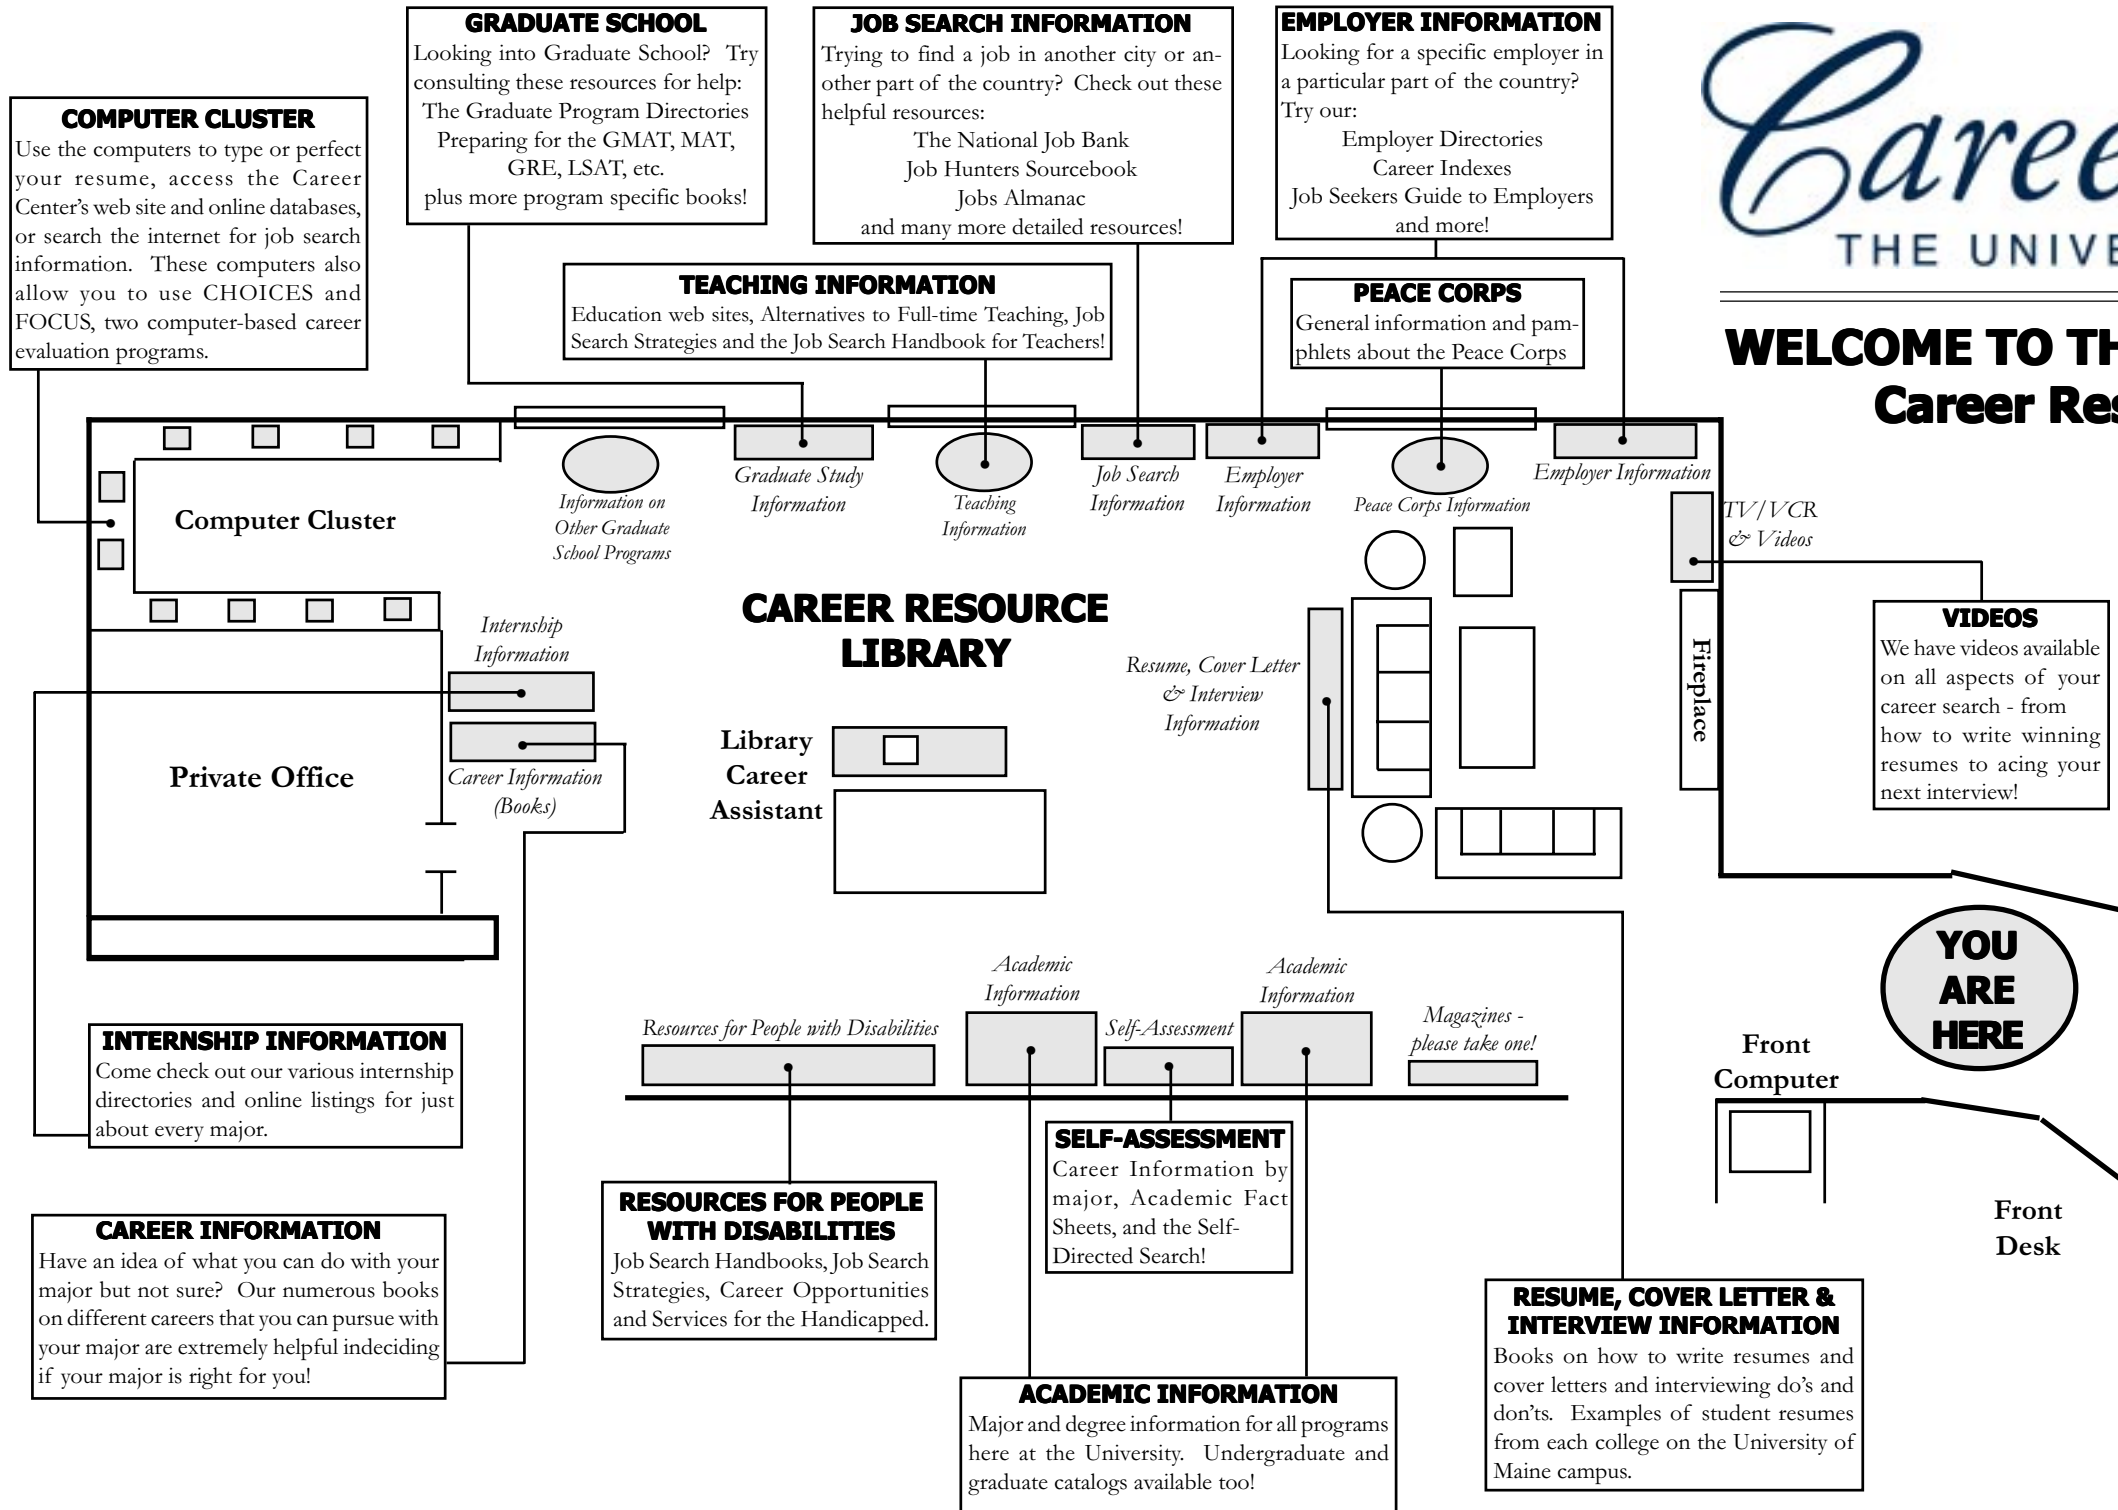 GRADUATE SCHOOL
Looking into Graduate School? Try
consulting these resources for help:
The Graduate Program Directories
Preparing for the GMAT, MAT,
GRE, LSAT, etc.
plus more program specific books!
JOB SEARCH INFORMATION
Trying to find a job in another city or an-
other part of the country? Check out these
helpful resources:
The National Job Bank
Job Hunters Sourcebook
Jobs Almanac
and many more detailed resources!
EMPLOYER INFORMATION
Looking for a specific employer in
a particular part of the country?
Try our:
Employer Directories
Career Indexes
Job Seekers Guide to Employers
and more!
Caree
THE UNIVE
WELCOME TO TH
Career Res
COMPUTER CLUSTER
Use the computers to type or perfect
your resume, access the Career
Center's web site and online databases,
or search the internet for job search
information. These computers also
allow you to use CHOICES and
FOCUS, two computer-based career
evaluation programs.
TEACHING INFORMATION
Education web sites, Alternatives to Full-time Teaching, Job
Search Strategies and the Job Search Handbook for Teachers!
PEACE CORPS
General information and pam-
phlets about the Peace Corps
Computer Cluster
Information on
Other Graduate
School Programs
Graduate Study
Information
Teaching
Information
Job Search
Information
Employer
Information
Peace Corps Information
Employer Information
TV/VCR
& Videos
CAREER RESOURCE
LIBRARY
Internship
Information
Career Information
(Books)
Private Office
Library
Career
Assistant
Resume, Cover Letter
& Interview
Information
Fireplace
VIDEOS
We have videos available
on all aspects of your
career search - from
how to write winning
resumes to acing your
next interview!
YOU
ARE
HERE
Resources for People with Disabilities
Academic
Information
Self-Assessment
Academic
Information
Magazines -
please take one!
Front
Computer
Front
Desk
INTERNSHIP INFORMATION
Come check out our various internship
directories and online listings for just
about every major.
CAREER INFORMATION
Have an idea of what you can do with your
major but not sure? Our numerous books
on different careers that you can pursue with
your major are extremely helpful indeciding
if your major is right for you!
RESOURCES FOR PEOPLE
WITH DISABILITIES
Job Search Handbooks, Job Search
Strategies, Career Opportunities
and Services for the Handicapped.
SELF-ASSESSMENT
Career Information by
major, Academic Fact
Sheets, and the Self-
Directed Search!
ACADEMIC INFORMATION
Major and degree information for all programs
here at the University. Undergraduate and
graduate catalogs available too!
RESUME, COVER LETTER &
INTERVIEW INFORMATION
Books on how to write resumes and
cover letters and interviewing do's and
don'ts. Examples of student resumes
from each college on the University of
Maine campus.